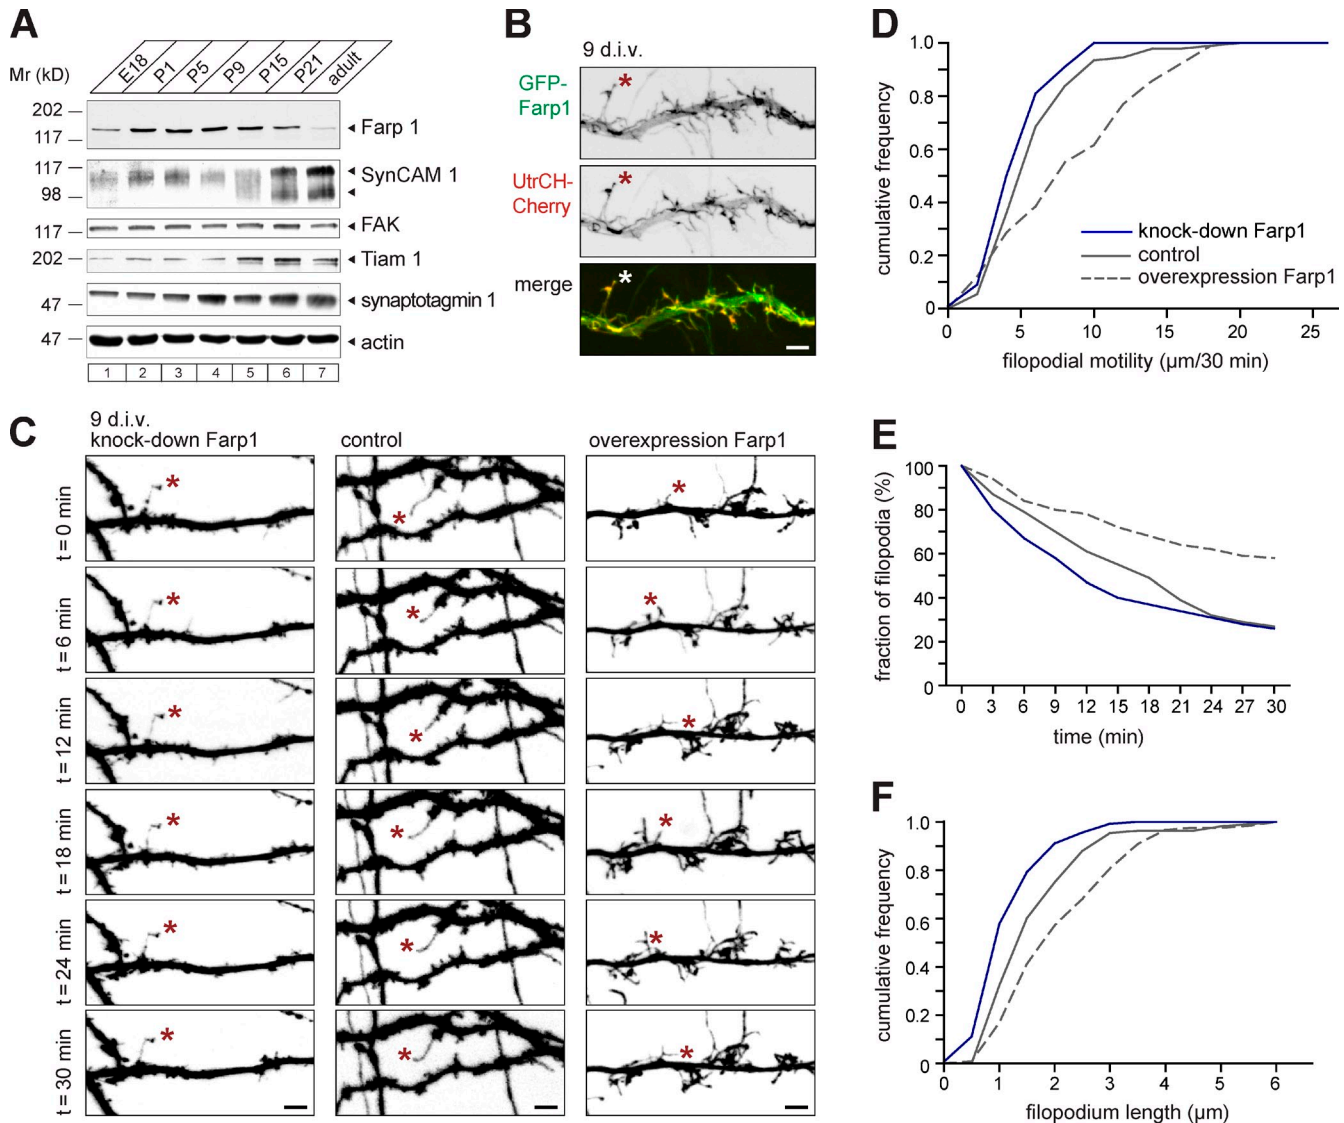 A
Mr (kD)
E18
P1
P5
P9
P15
P21
adult
202
117
Farp 1
117
98
SynCAM 1
117
FAK
202
Tiam 1
47
synaptotagmin 1
47
actin
1 2 3 4 5 6 7
B
9 d.i.v.
GFP-
Farp1
*
UtrCH-
Cherry
*
merge
*
C
9 d.i.v.
knock-down Farp1
control
overexpression Farp1
t = 0 min
* * *
t = 6 min
* * *
t = 12 min
* * *
t = 18 min
* * *
t = 24 min
* * *
t = 30 min
* * *
D
cumulative frequency
1.0
0.8
0.6
0.4
0.2
0
knock-down Farp1
control
overexpression Farp1
0 5 10 15 20 25
filopodial motility (µm/30 min)
E
fraction of filopodia (%)
100
80
60
40
20
0
0 3 6 9 12 15 18 21 24 27 30
time (min)
F
cumulative frequency
1.0
0.8
0.6
0.4
0.2
0
0 1 2 3 4 5 6
filopodium length (µm)